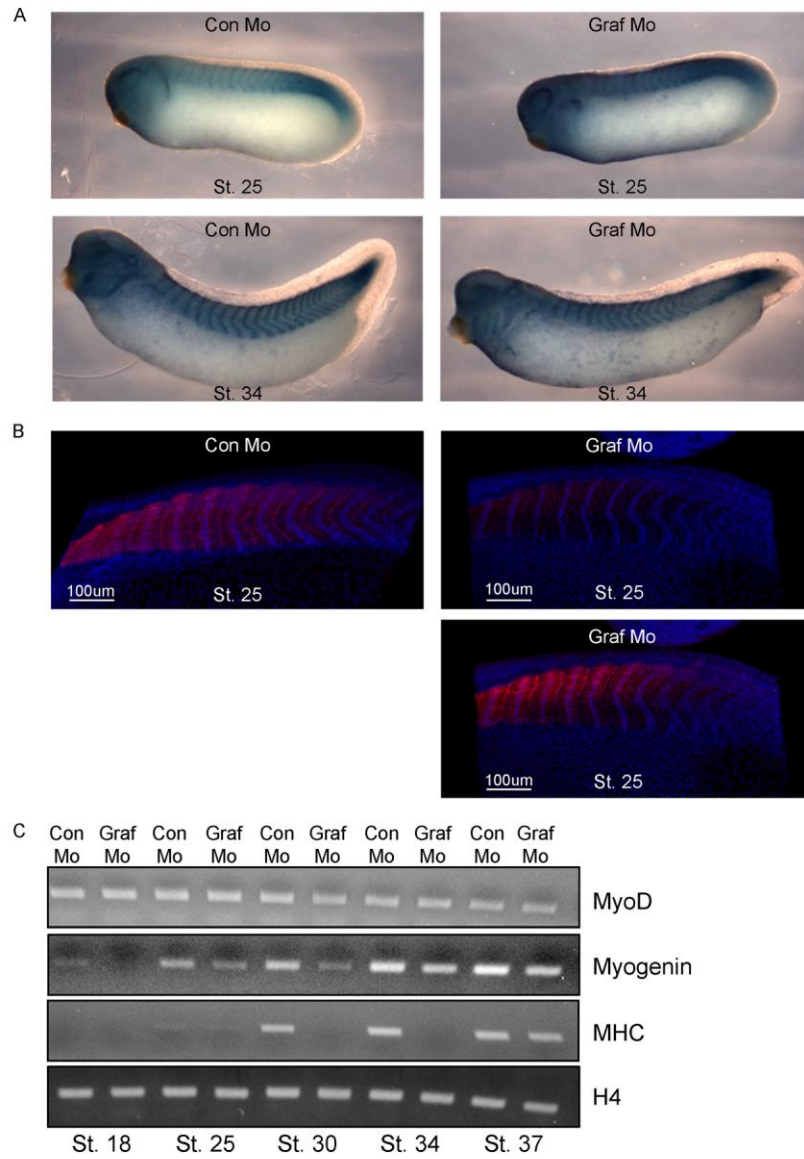 A
Con Mo
Graf Mo
St. 25
St. 25
Con Mo
Graf Mo
St. 34
St. 34
B
Con Mo
Graf Mo
100um
St. 25
100um
St. 25
Graf Mo
100um
St. 25
C
Con Graf Con Graf Con Graf Con Graf Con Graf
Mo Mo Mo Mo Mo Mo Mo Mo Mo Mo
MyoD
Myogenin
MHC
H4
St. 18 St. 25 St. 30 St. 34 St. 37